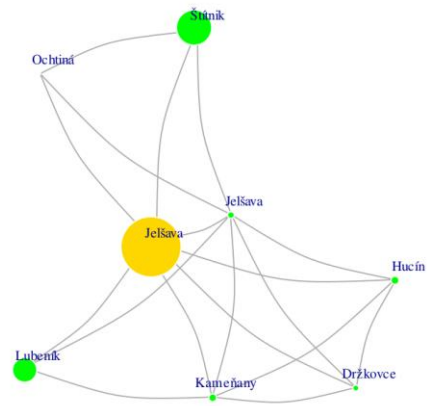 Štítnik
Ochtiná
Jelšava
Jelšava
Hucín
Lubeník
Kameňany
Držkovce